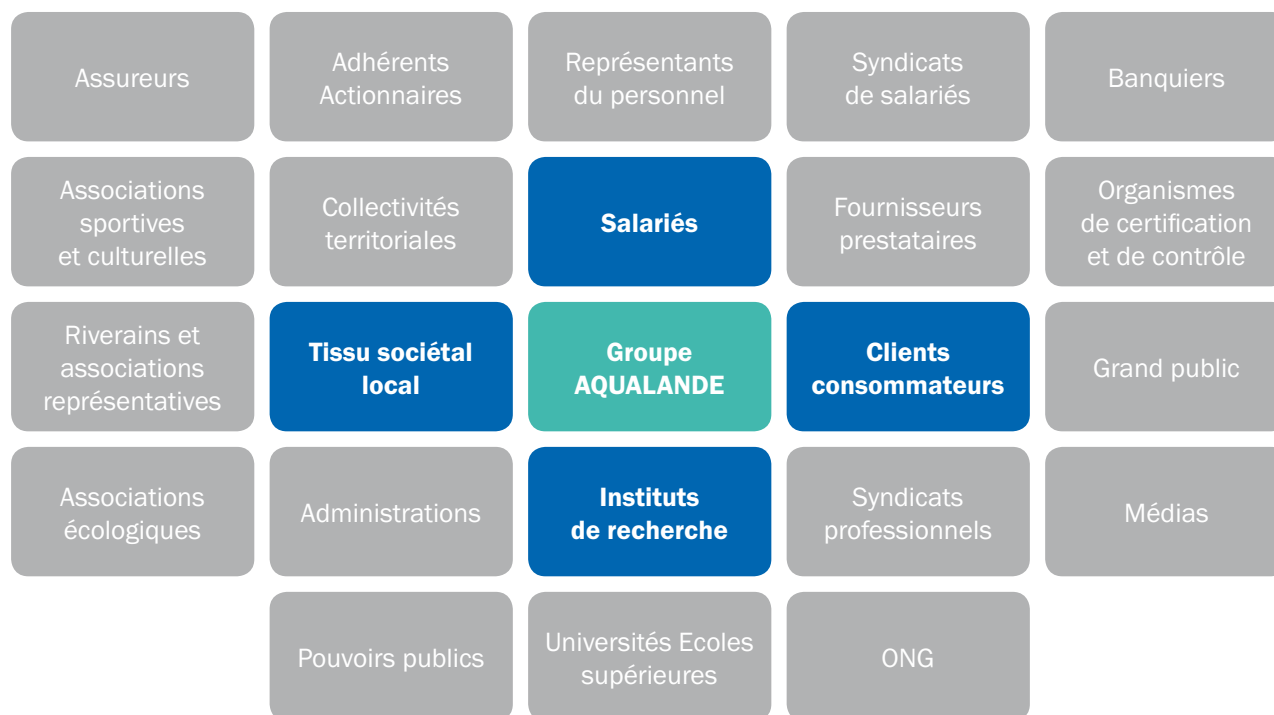 Assureurs
Adhérents
Actionnaires
Représentants
du personnel
Syndicats
de salariés
Banquiers
Associations
sportives
et culturelles
Collectivités
territoriales
Salariés
Fournisseurs
prestataires
Organismes
de certification
et de contrôle
Riverains et
associations
représentatives
Tissu sociétal
local
Groupe
AQUALANDE
Clients
consommateurs
Grand public
Associations
écologiques
Administrations
Instituts
de recherche
Syndicats
professionnels
Médias
Pouvoirs publics
Universités Ecoles
supérieures
ONG